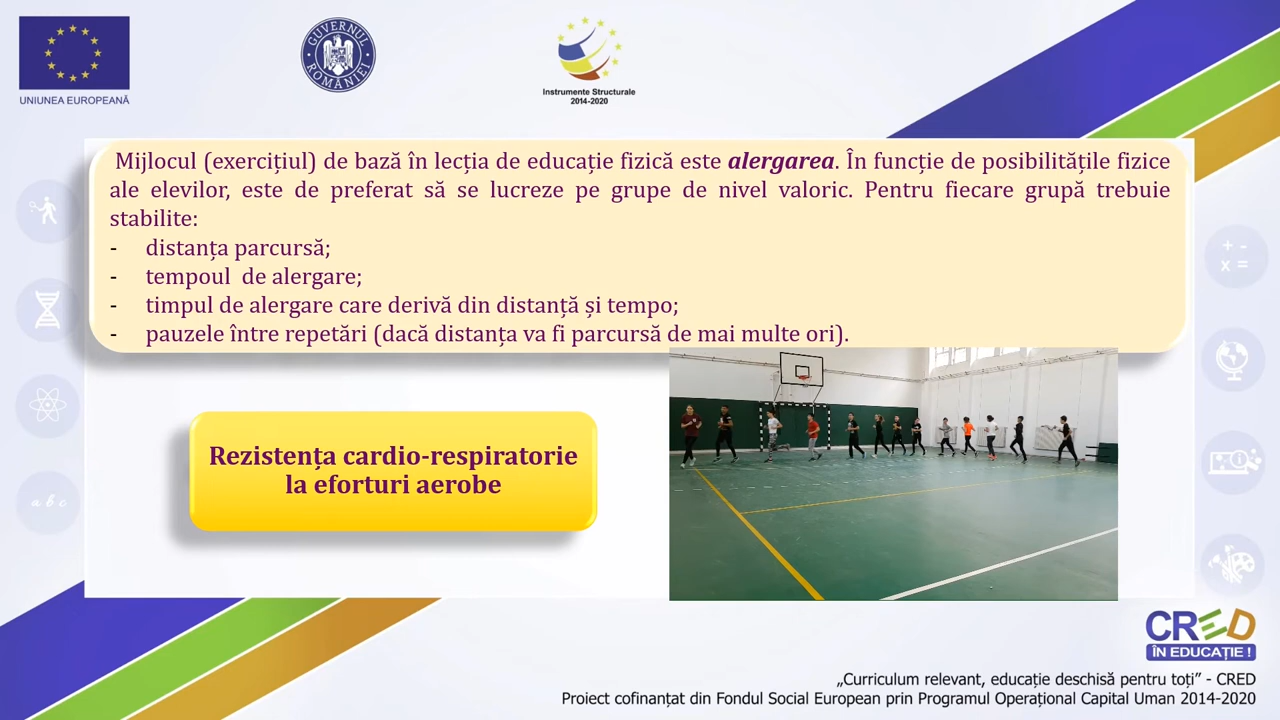 UNIUNEA EUROPEANĂ
GUVERNUL ROMÂNIEI
Instrumente Structurale
2014-2020
Mijlocul (exercițiul) de bază în lecția de educație fizică este alergarea. În funcție de posibilitățile fizice
ale elevilor, este de preferat să se lucreze pe grupe de nivel valoric. Pentru fiecare grupă trebuie
stabilite:
- distanța parcursă;
- tempoul de alergare;
- timpul de alergare care derivă din distanță și tempo;
- pauzele între repetări (dacă distanța va fi parcursă de mai multe ori).
Rezistența cardio-respiratorie
la eforturi aerobe
+ -
x =
a b c
CRED
ÎN EDUCAȚIE !
„Curriculum relevant, educație deschisă pentru toți” - CRED
Proiect cofinanțat din Fondul Social European prin Programul Operațional Capital Uman 2014-2020